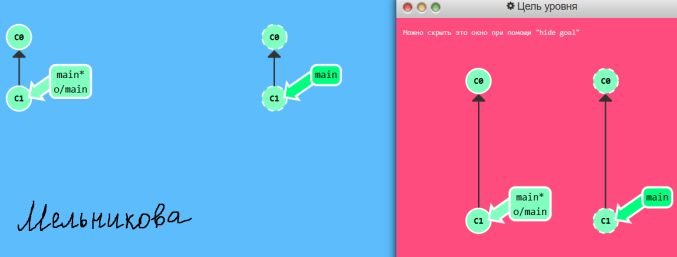 C0
C1
main*
o/main
C0
C1
main
Мельникова
Цель уровня
Можно скрыть это окно при помощи "hide goal"
C0
C1
main*
o/main
C0
C1
main